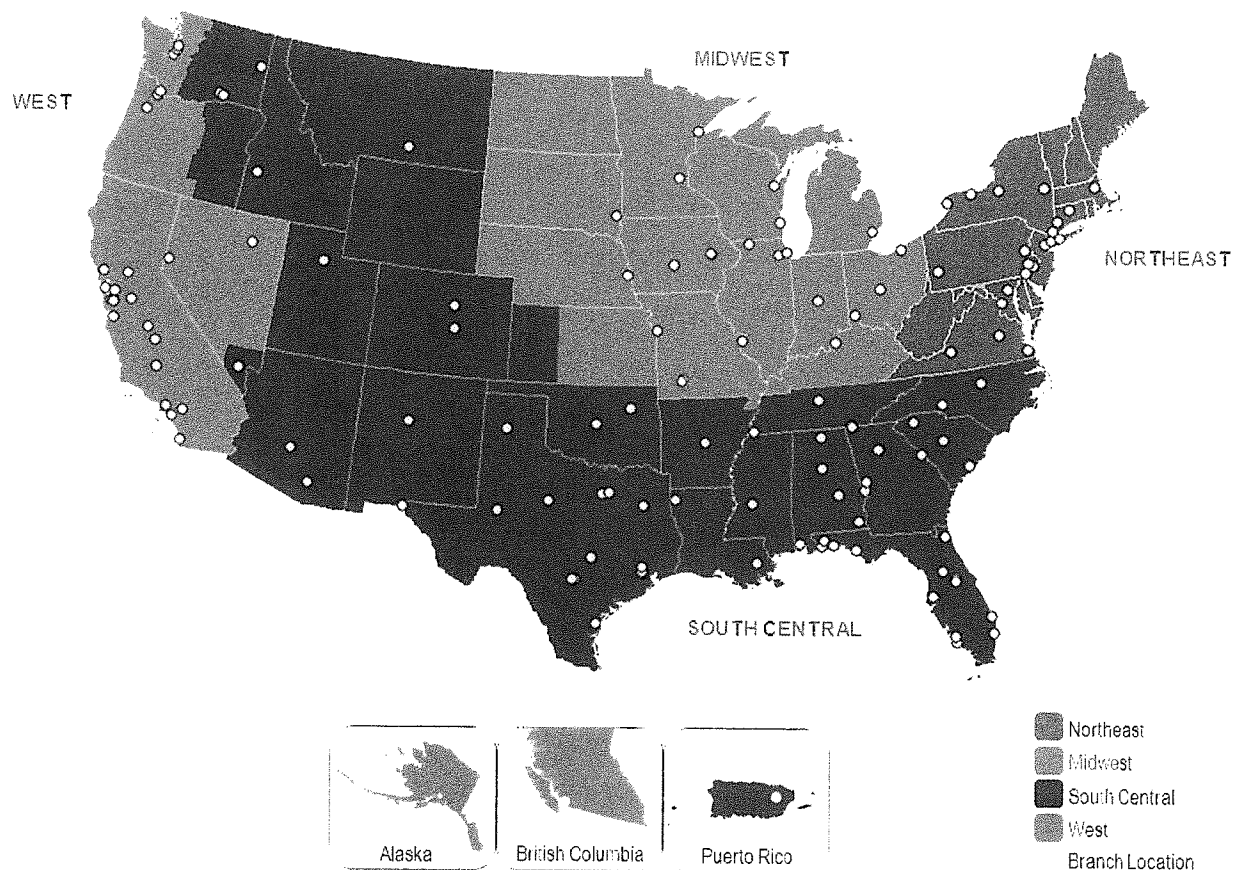 MIDWEST
WEST
NORTHEAST
SOUTH CENTRAL
Alaska
British Columbia
Puerto Rico
Northeast
Midwest
South Central
West
Branch Location